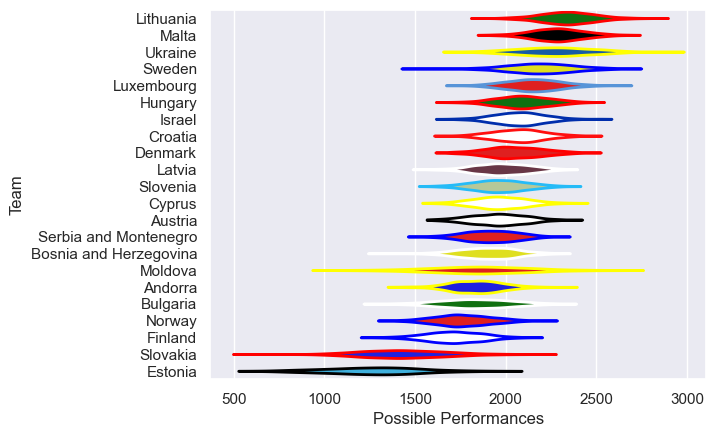 Lithuania
Malta
Ukraine
Sweden
Luxembourg
Hungary
Israel
Croatia
Denmark
Latvia
Slovenia
Cyprus
Austria
Serbia and Montenegro
Bosnia and Herzegovina
Moldova
Andorra
Bulgaria
Norway
Finland
Slovakia
Estonia
Team
500 1000 1500 2000 2500 3000
Possible Performances